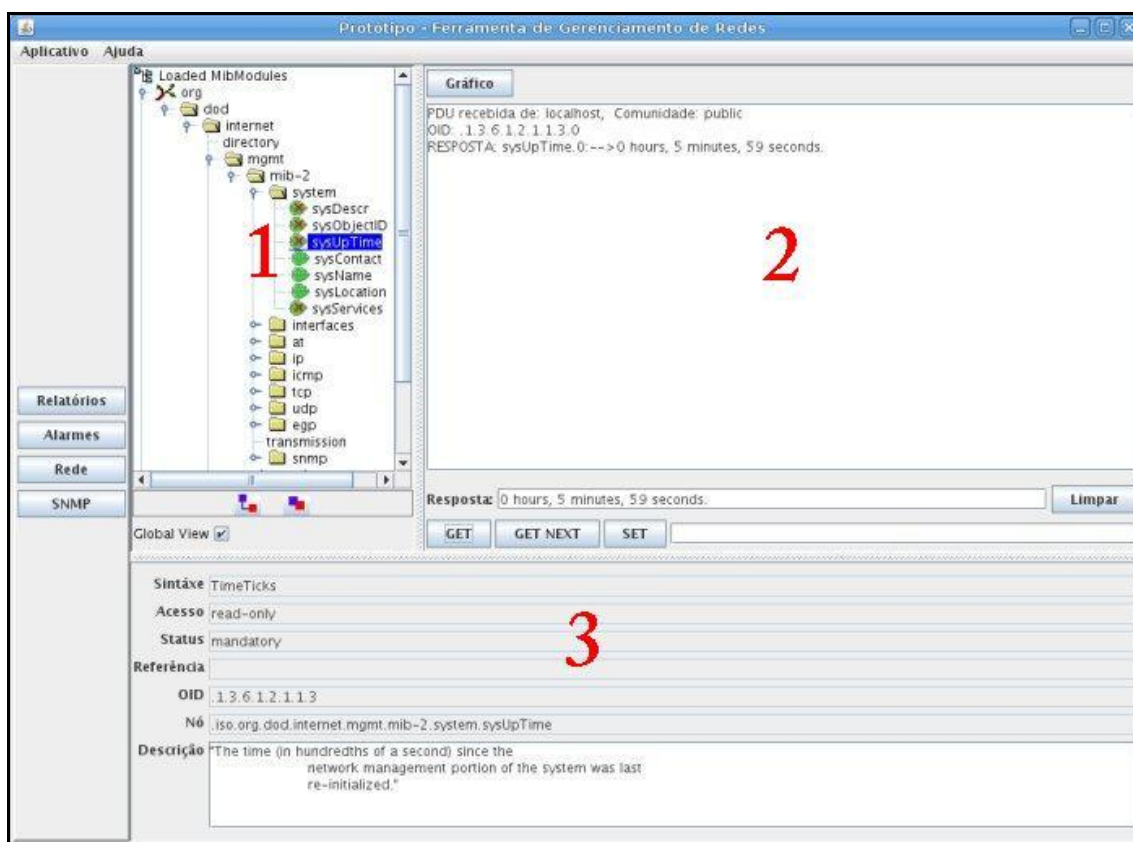 Protótipo - Ferramenta de Gerenciamento de Redes
Aplicativo Ajuda
Loaded MibModules
org
dod
internet
directory
mgmt
mib-2
system
sysDescr
sysObjectID
sysUpTime
sysContact
sysName
sysLocation
sysServices
interfaces
at
ip
icmp
tcp
udp
egp
transmission
snmp
1
Global View
Relatórios
Alarmes
Rede
SNMP
Gráfico
PDU recebida de: localhost, Comunidade: public
OID: .1.3.6.1.2.1.1.3.0
RESPOSTA: sysUpTime.0:-->0 hours, 5 minutes, 59 seconds.
2
Resposta: 0 hours, 5 minutes, 59 seconds. Limpar
GET GET NEXT SET
Sintáxe TimeTicks
Acesso read-only
Status mandatory
3
Referência
OID .1.3.6.1.2.1.1.3
Nó .iso.org.dod.internet.mgmt.mib-2.system.sysUpTime
Descrição "The time (in hundredths of a second) since the
network management portion of the system was last
re-initialized."